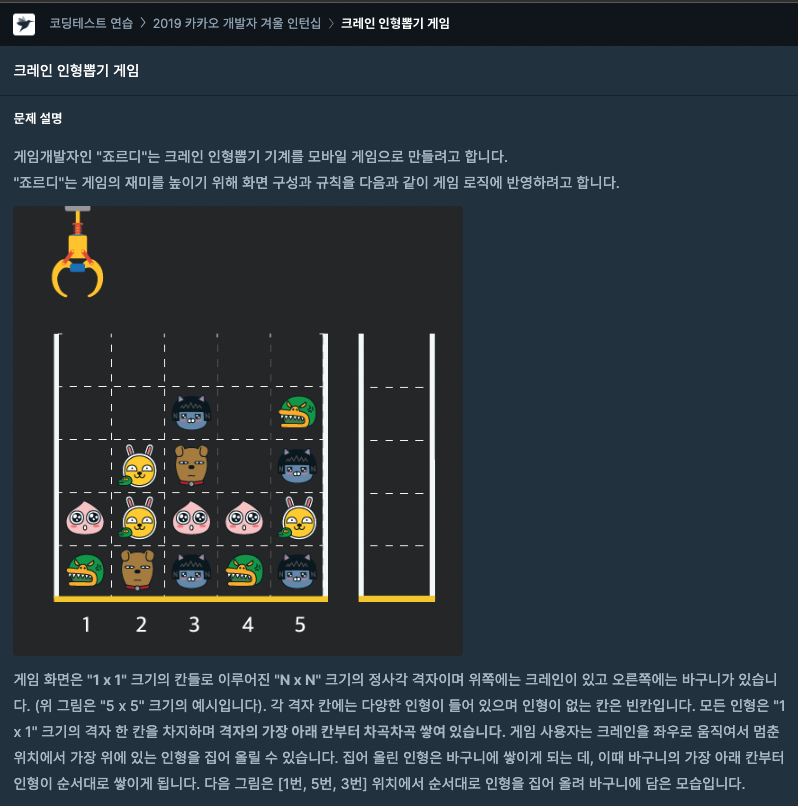 코딩테스트 연습 > 2019 카카오 개발자 겨울 인턴십 > 크레인 인형뽑기 게임
크레인 인형뽑기 게임
문제 설명
게임개발자인 "죠르디"는 크레인 인형뽑기 기계를 모바일 게임으로 만들려고 합니다.
"죠르디"는 게임의 재미를 높이기 위해 화면 구성과 규칙을 다음과 같이 게임 로직에 반영하려고 합니다.
1 2 3 4 5
게임 화면은 "1 x 1" 크기의 칸들로 이루어진 "N x N" 크기의 정사각 격자이며 위쪽에는 크레인이 있고 오른쪽에는 바구니가 있습니
다. (위 그림은 "5 x 5" 크기의 예시입니다). 각 격자 칸에는 다양한 인형이 들어 있으며 인형이 없는 칸은 빈칸입니다. 모든 인형은 "1
x 1" 크기의 격자 한 칸을 차지하며 격자의 가장 아래 칸부터 차곡차곡 쌓여 있습니다. 게임 사용자는 크레인을 좌우로 움직여서 멈춘
위치에서 가장 위에 있는 인형을 집어 올릴 수 있습니다. 집어 올린 인형은 바구니에 쌓이게 되는 데, 이때 바구니의 가장 아래 칸부터
인형이 순서대로 쌓이게 됩니다. 다음 그림은 [1번, 5번, 3번] 위치에서 순서대로 인형을 집어 올려 바구니에 담은 모습입니다.